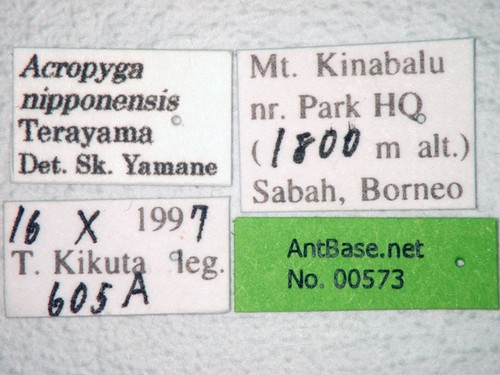 Acropyga
nipponensis
Terayama
Det. Sk. Yamane
Mt. Kinabalu
nr. Park HQ
(1800 m alt.)
Sabah, Borneo
16 X 1997
T. Kikuta leg.
605 A
AntBase.net
No. 00573